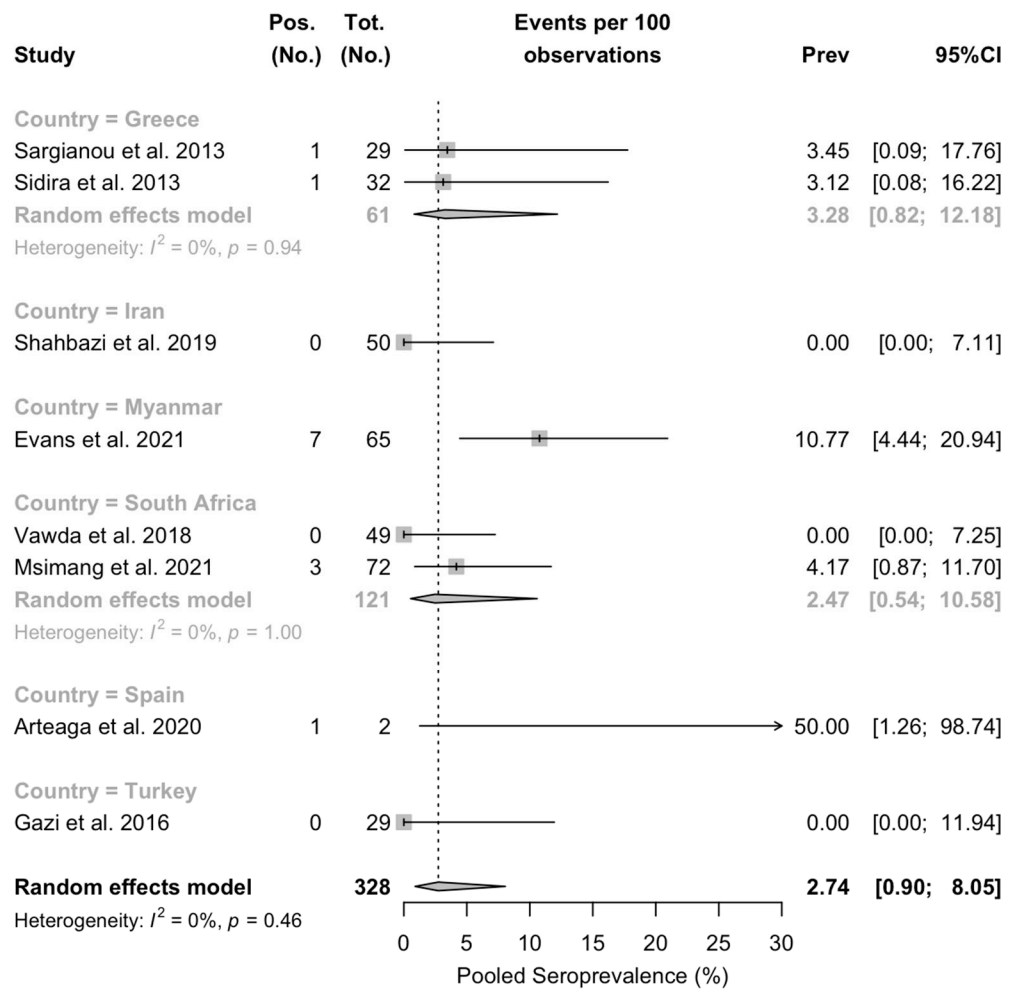 Pos. Tot. Events per 100
Study (No.) (No.) observations Prev 95%CI
Country = Greece
Sargianou et al. 2013 1 29 3.45 [0.09; 17.76]
Sidira et al. 2013 1 32 3.12 [0.08; 16.22]
Random effects model 61 3.28 [0.82; 12.18]
Heterogeneity: I² = 0%, p = 0.94
Country = Iran
Shahbazi et al. 2019 0 50 0.00 [0.00; 7.11]
Country = Myanmar
Evans et al. 2021 7 65 10.77 [4.44; 20.94]
Country = South Africa
Vawda et al. 2018 0 49 0.00 [0.00; 7.25]
Msimang et al. 2021 3 72 4.17 [0.87; 11.70]
Random effects model 121 2.47 [0.54; 10.58]
Heterogeneity: I² = 0%, p = 1.00
Country = Spain
Arteaga et al. 2020 1 2 50.00 [1.26; 98.74]
Country = Turkey
Gazi et al. 2016 0 29 0.00 [0.00; 11.94]
Random effects model 328 2.74 [0.90; 8.05]
Heterogeneity: I² = 0%, p = 0.46
0 5 10 15 20 25 30
Pooled Seroprevalence (%)